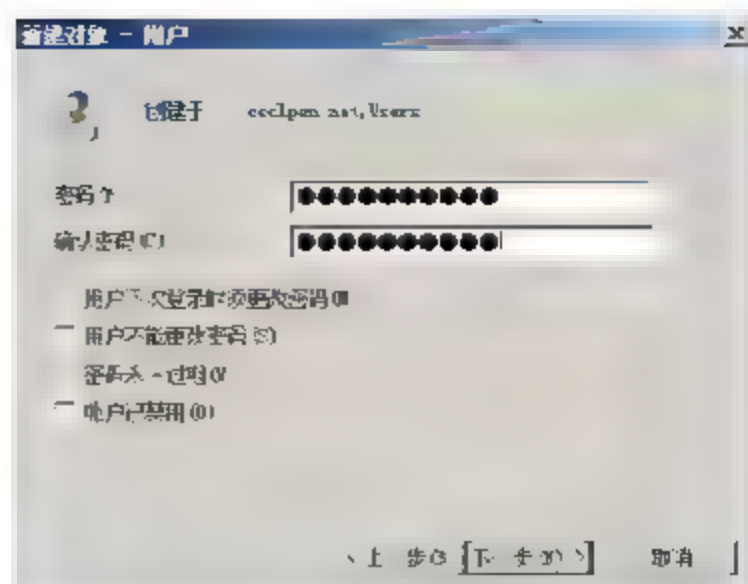 新建对象 - 用户
创建于
密码
确认密码(C)
用户下次登录时须更改密码(M)
用户不能更改密码(S)
密码永不过期(W)
帐户已禁用(O)
上一步(B) 下一步(N) > 取消